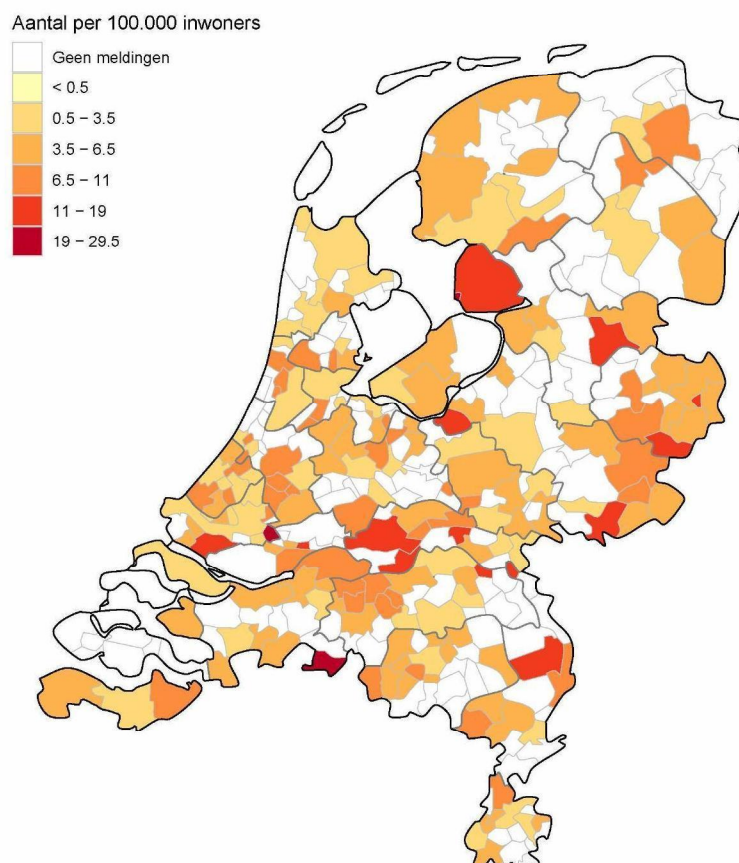 Aantal per 100.000 inwoners
Geen meldingen
< 0.5
0.5 – 3.5
3.5 – 6.5
6.5 – 11
11 – 19
19 – 29.5